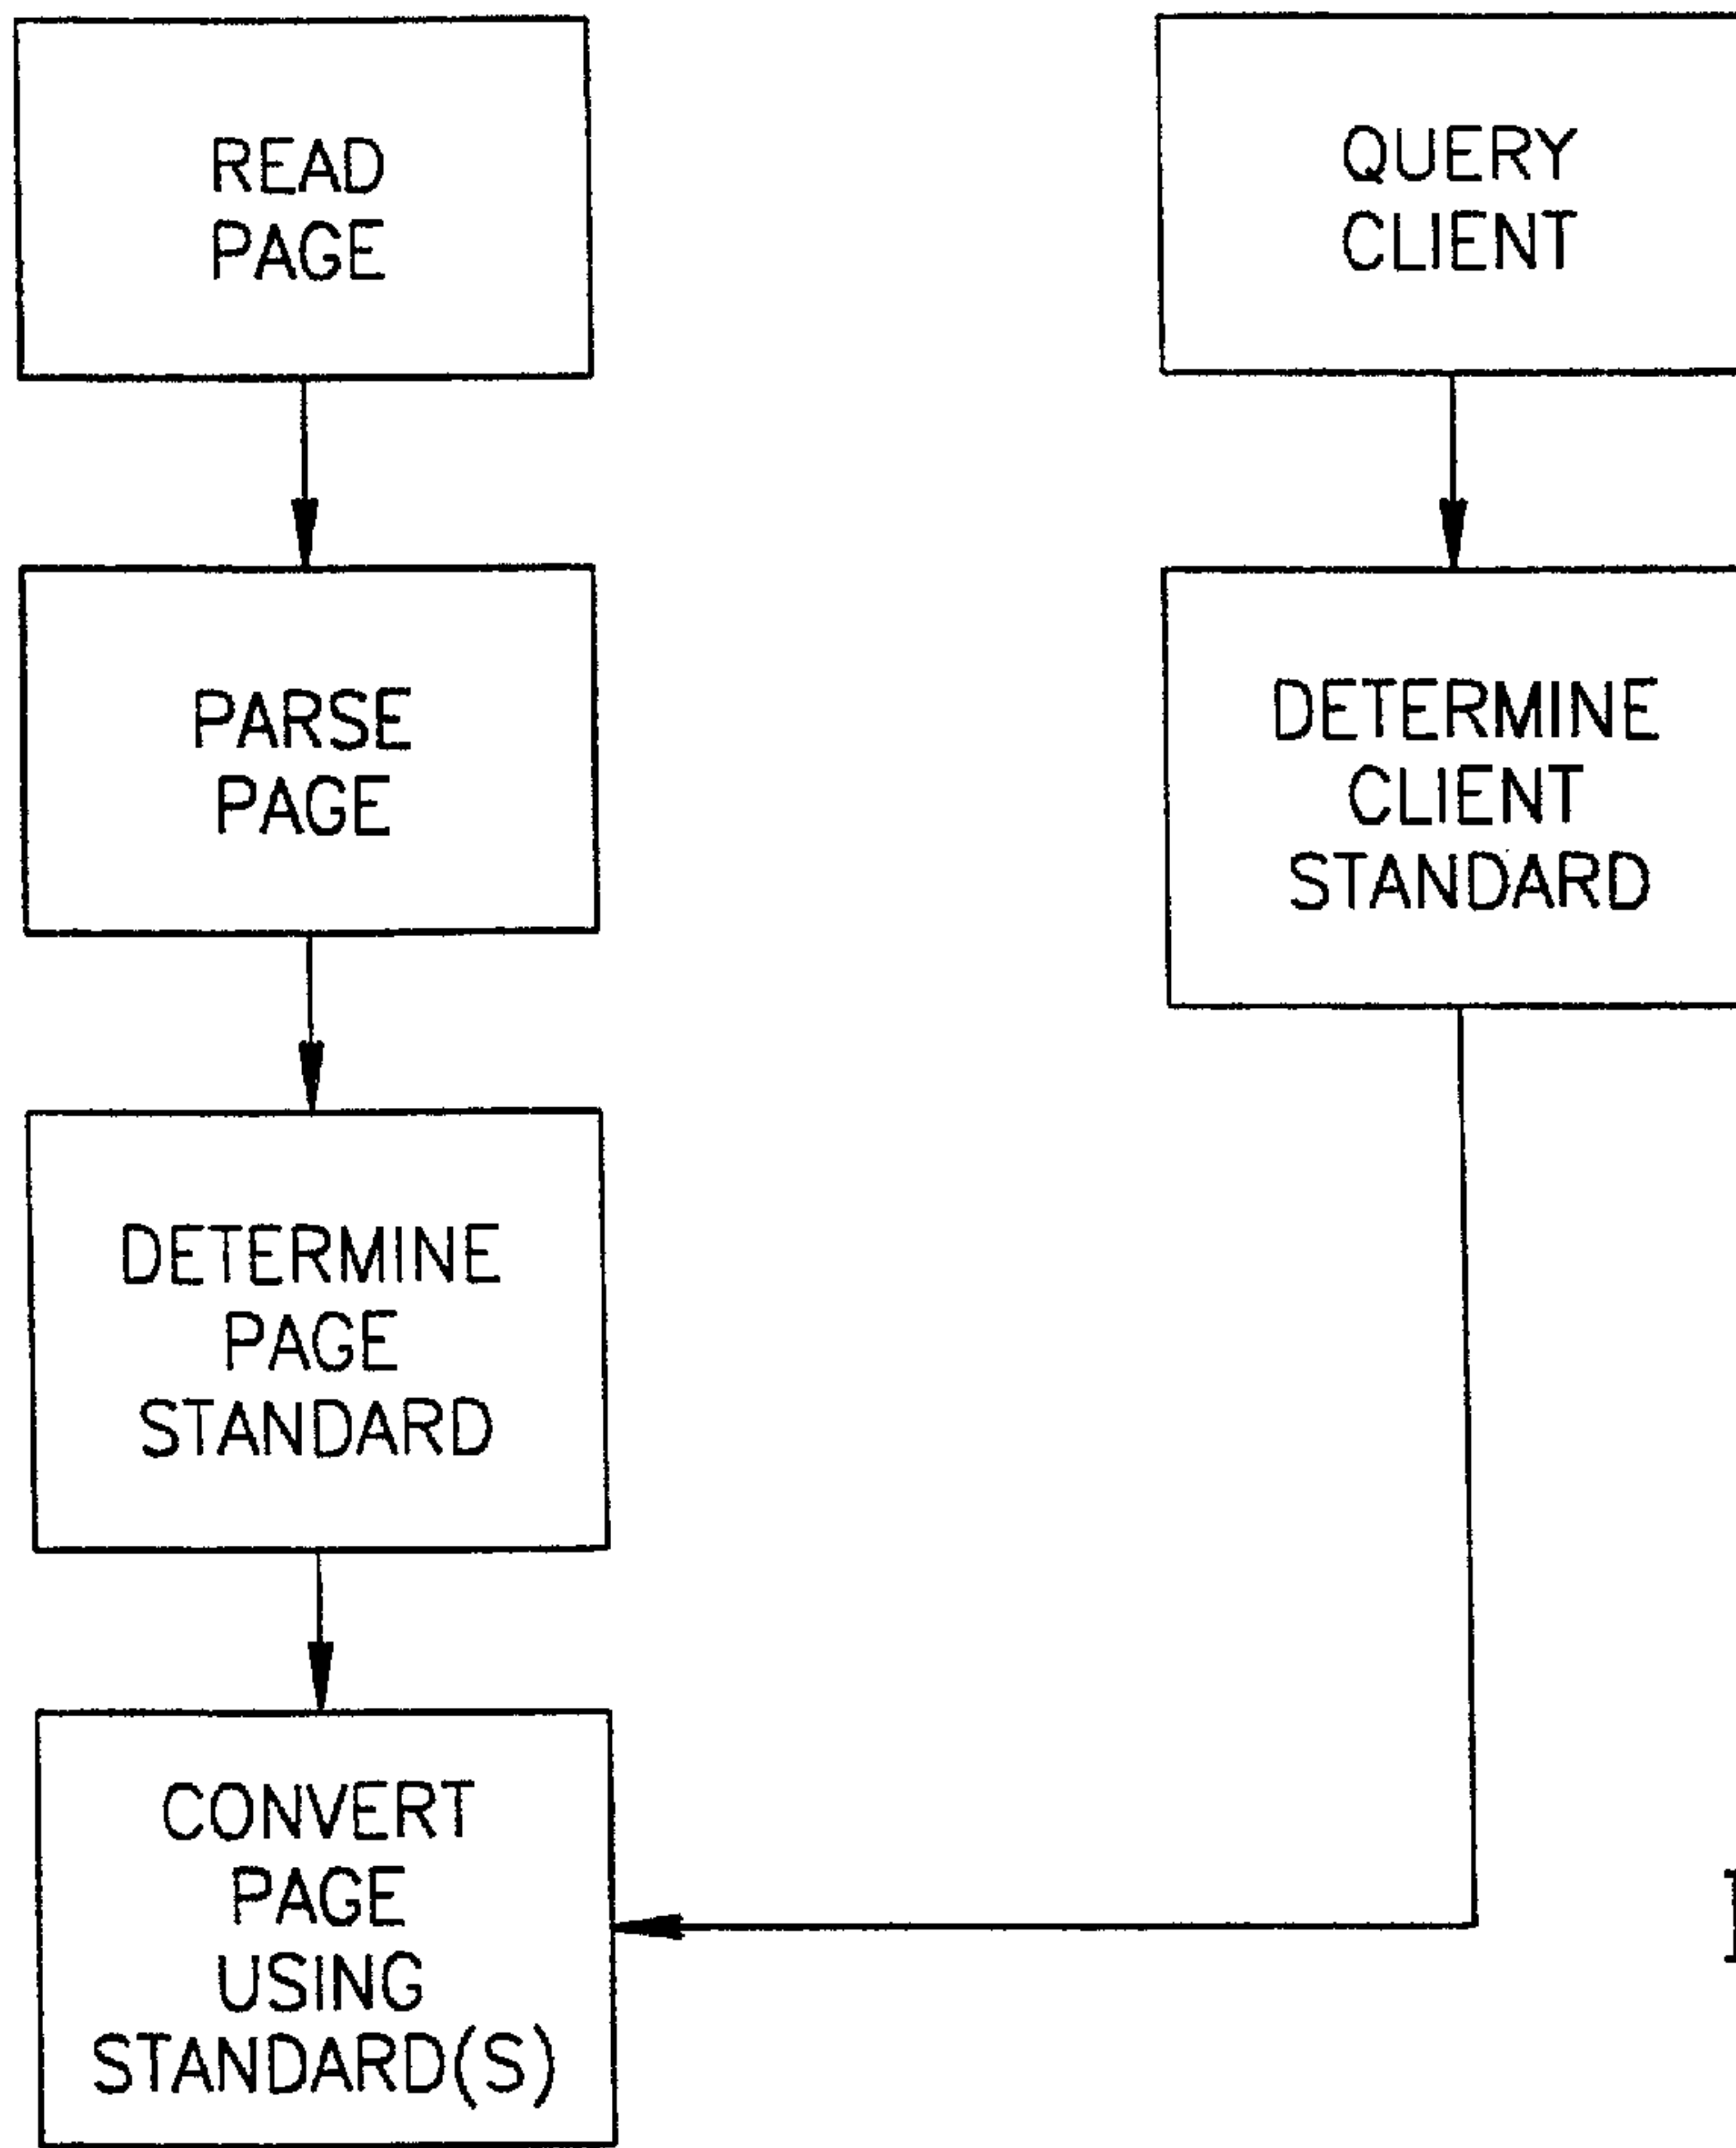 READ
PAGE
QUERY
CLIENT
PARSE
PAGE
DETERMINE
CLIENT
STANDARD
DETERMINE
PAGE
STANDARD
CONVERT
PAGE
USING
STANDARD(S)